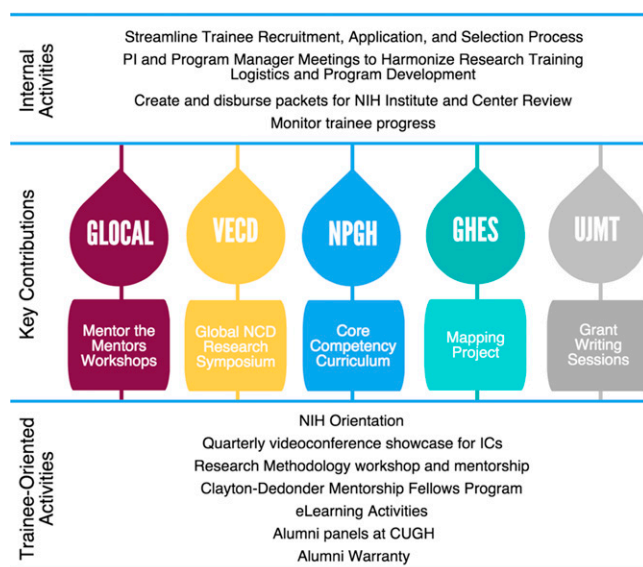 Internal
Activities
Streamline Trainee Recruitment, Application, and Selection Process
PI and Program Manager Meetings to Harmonize Research Training
Logistics and Program Development
Create and disburse packets for NIH Institute and Center Review
Monitor trainee progress
Key Contributions
GLOCAL
VECD
NPGH
GHES
UJMT
Mentor the
Mentors
Workshops
Global NCD
Research
Symposium
Core
Competency
Curriculum
Mapping
Project
Grant
Writing
Sessions
Trainee-Oriented
Activities
NIH Orientation
Quarterly videoconference showcase for ICs
Research Methodology workshop and mentorship
Clayton-Dedonder Mentorship Fellows Program
eLearning Activities
Alumni panels at CUGH
Alumni Warranty